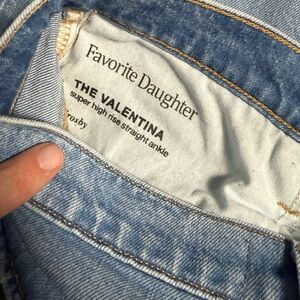 Favorite Daughter
THE VALENTINA
super high rise straight ankle